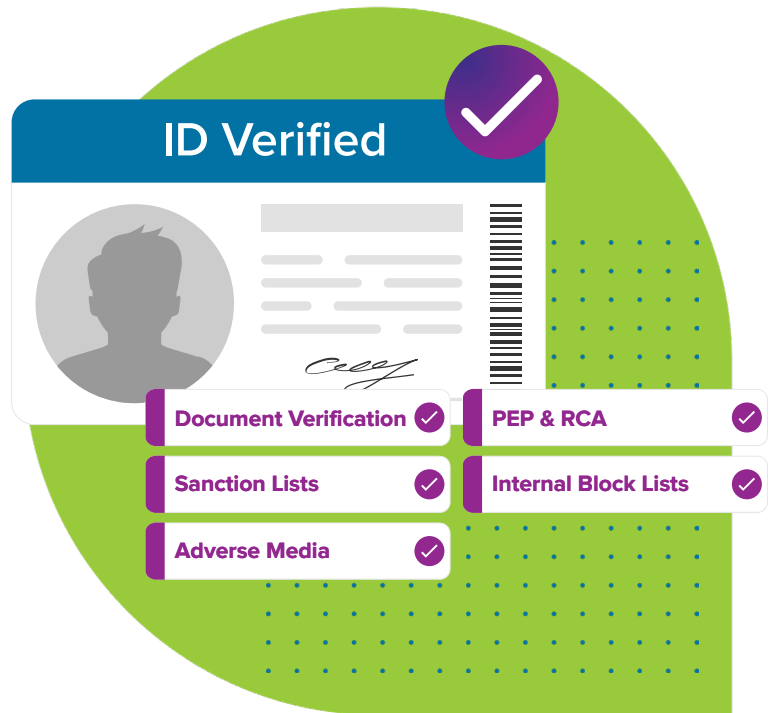 ID Verified
Document Verification
PEP & RCA
Sanction Lists
Internal Block Lists
Adverse Media